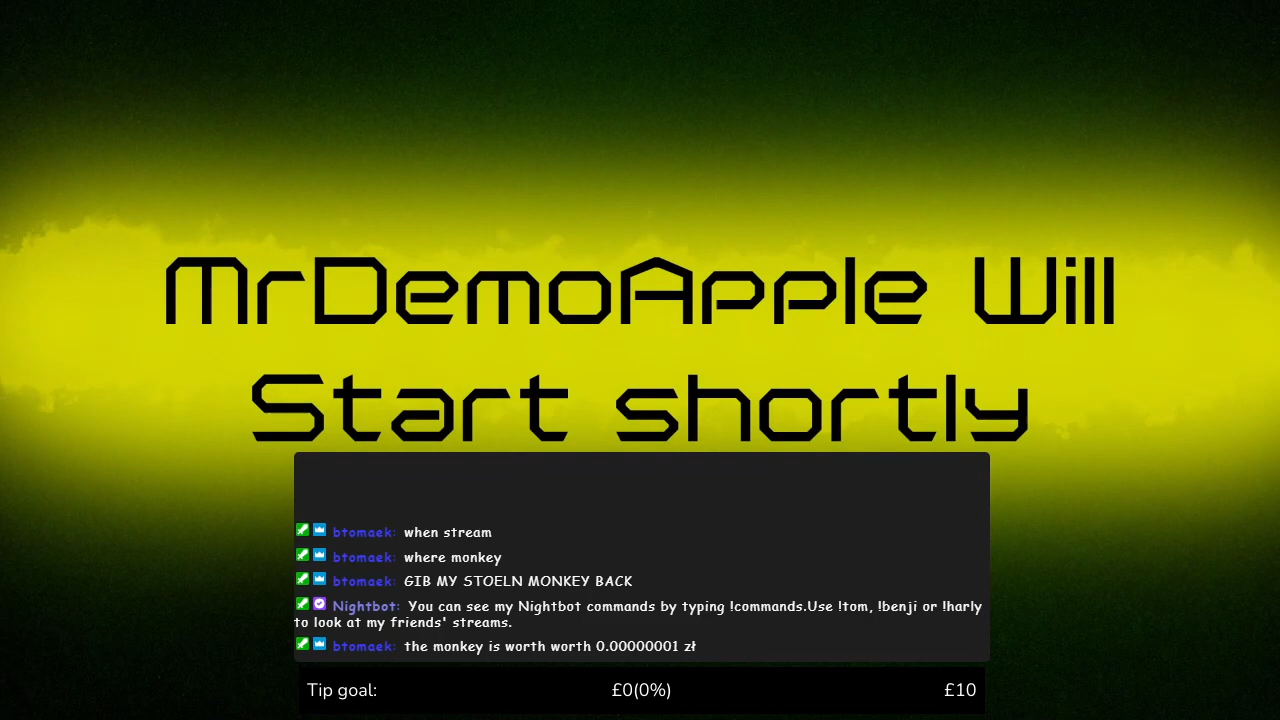 MrDemoApple Will
Start shortly
btomaek: when stream
btomaek: where monkey
btomaek: GIB MY STOELN MONKEY BACK
Nightbot: You can see my Nightbot commands by typing !commands.Use !tom, !benji or !harly
to look at my friends' streams.
btomaek: the monkey is worth worth 0.00000001 zł
Tip goal: £0(0%) £10